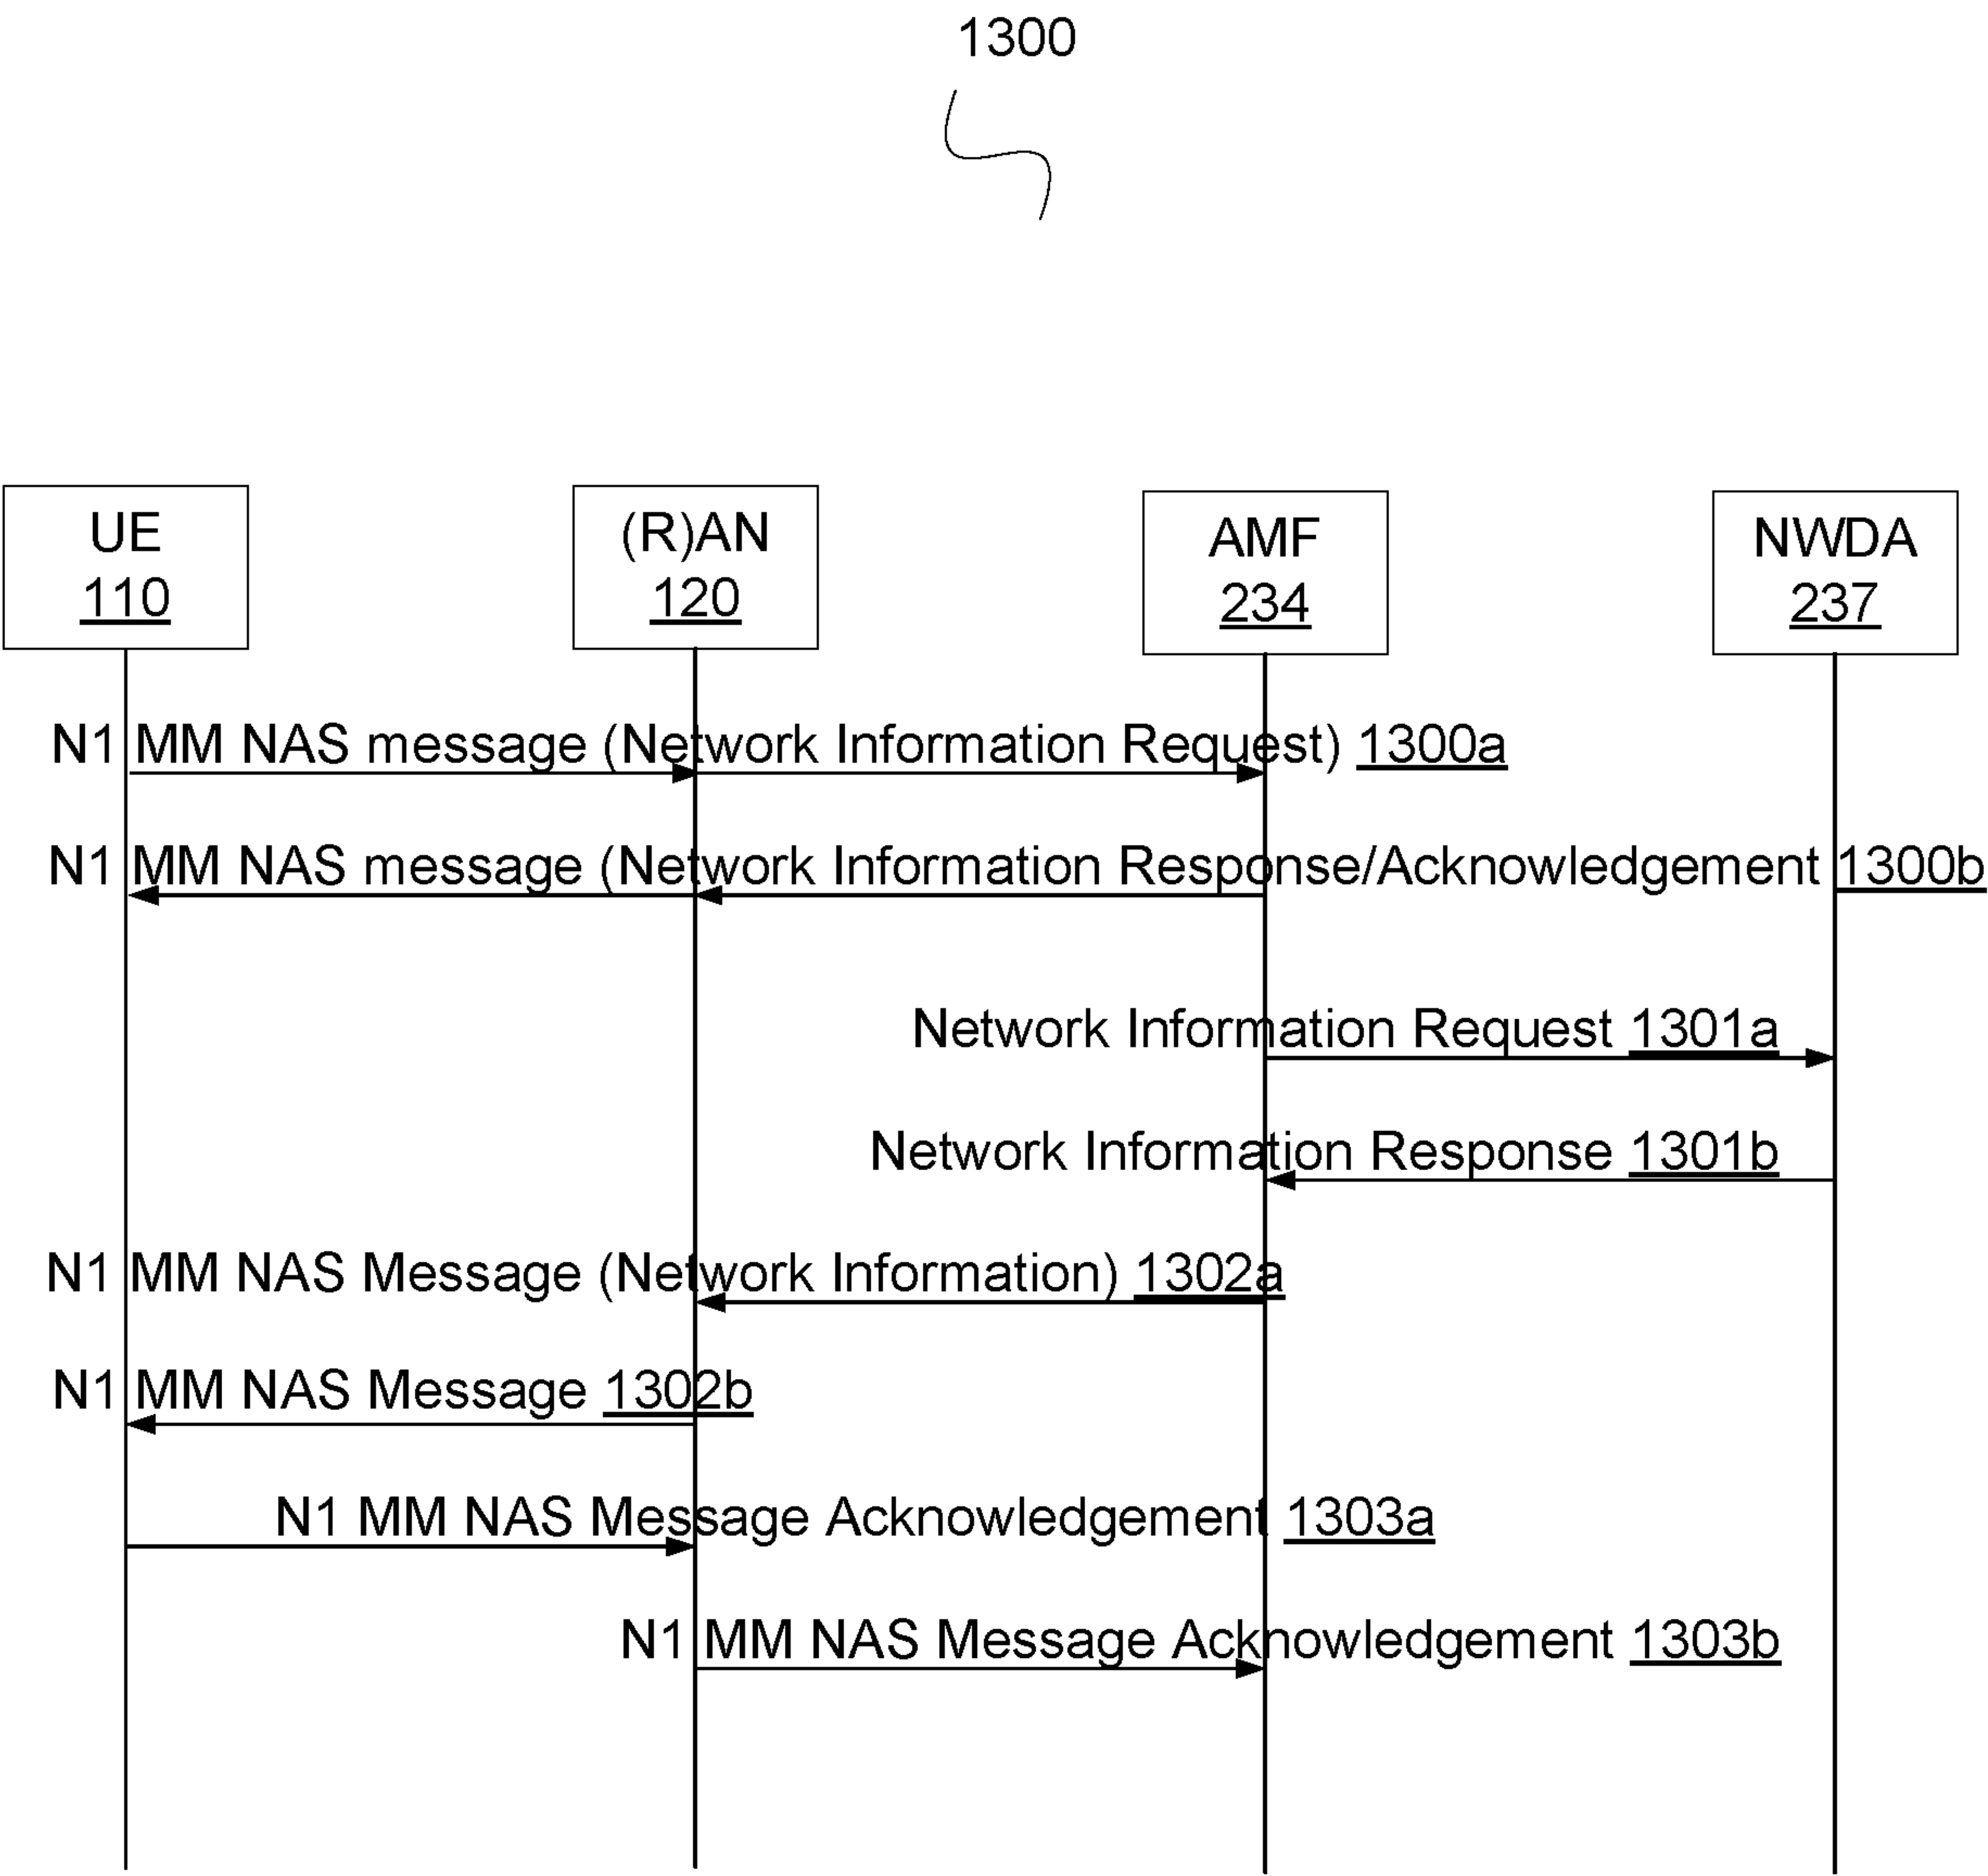 1300
UE
110
(R)AN
120
AMF
234
NWDA
237
N1 MM NAS message (Network Information Request) 1300a
N1 MM NAS message (Network Information Response/Acknowledgement 1300b
Network Information Request 1301a
Network Information Response 1301b
N1 MM NAS Message (Network Information) 1302a
N1 MM NAS Message 1302b
N1 MM NAS Message Acknowledgement 1303a
N1 MM NAS Message Acknowledgement 1303b